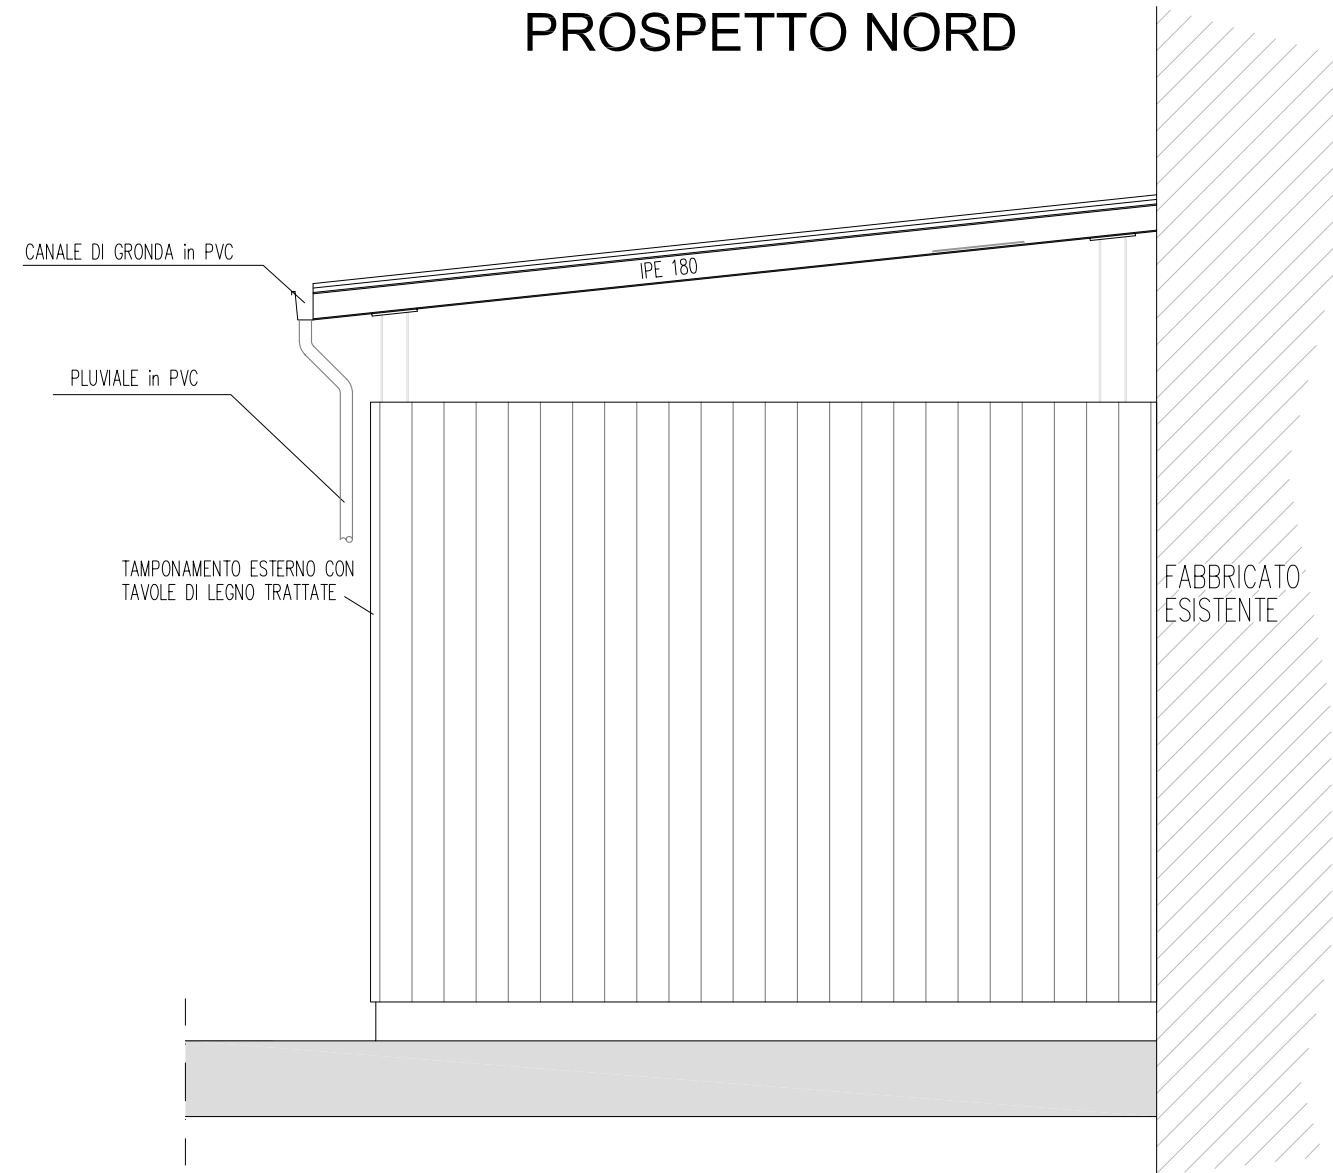 PROSPETTO NORD
CANALE DI GRONDA in PVC
IPE 180
PLUVIALE in PVC
TAMPONAMENTO ESTERNO CON
TAVOLE DI LEGNO TRATTATE
FABBRICATO
ESISTENTE